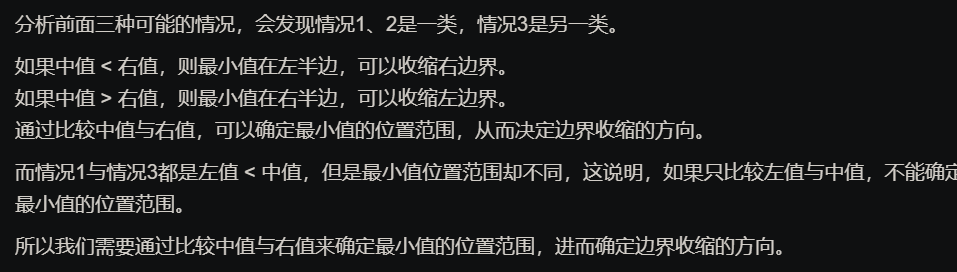 分析前面三种可能的情况，会发现情况1、2是一类，情况3是另一类。
如果中值 < 右值，则最小值在左半边，可以收缩右边界。
如果中值 > 右值，则最小值在右半边，可以收缩左边界。
通过比较中值与右值，可以确定最小值的位置范围，从而决定边界收缩的方向。
而情况1与情况3都是左值 < 中值，但是最小值位置范围却不同，这说明，如果只比较左值与中值，不能确定
最小值的位置范围。
所以我们需要通过比较中值与右值来确定最小值的位置范围，进而确定边界收缩的方向。